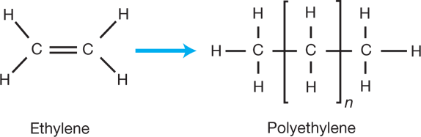 H H H H H
C = C H — C — C — C — H
H H H H H n
Ethylene Polyethylene